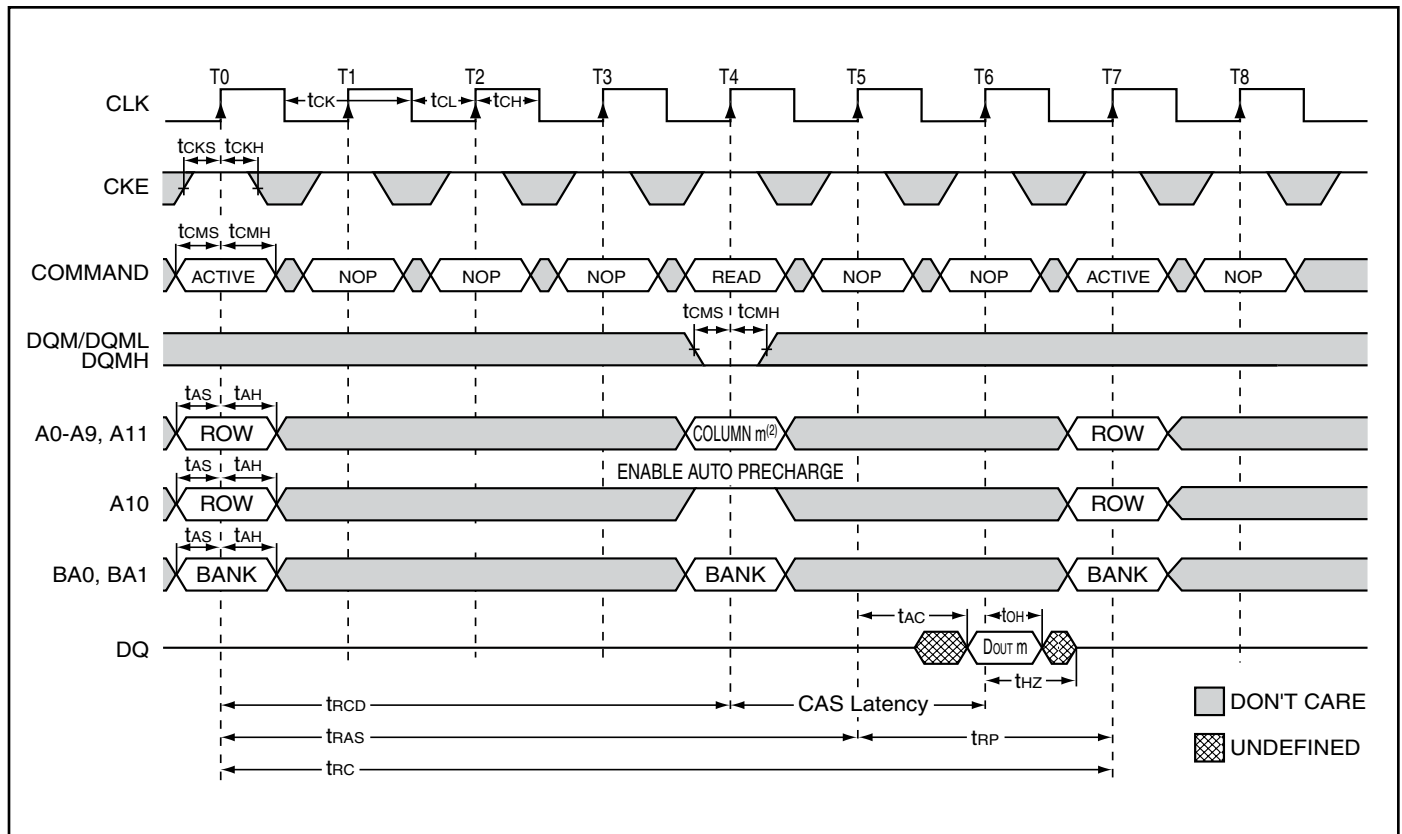 T0 T1 T2 T3 T4 T5 T6 T7 T8
CLK tCK tCL tCH
tCKS tCKH
CKE
tCMS tCMH
COMMAND ACTIVE NOP NOP NOP READ NOP NOP ACTIVE NOP
tCMS tCMH
DQM/DQML
DQMH
tAS tAH
A0-A9, A11 ROW COLUMN m(2) ROW
tAS tAH ENABLE AUTO PRECHARGE
A10 ROW ROW
tAS tAH
BA0, BA1 BANK BANK BANK
tAC tOH
DQ DOUT m
tHZ
tRCD CAS Latency DON'T CARE
tRAS tRP
UNDEFINED
tRC